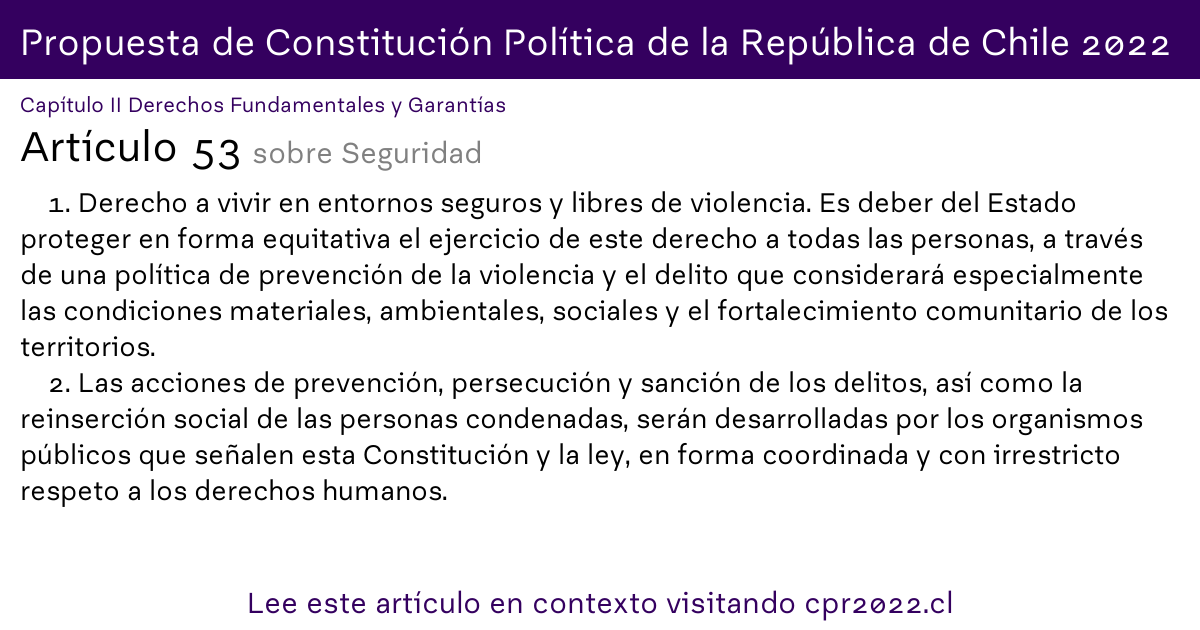 Propuesta de Constitución Política de la República de Chile 2022
Capítulo II Derechos Fundamentales y Garantías
Artículo 53 sobre Seguridad
1. Derecho a vivir en entornos seguros y libres de violencia. Es deber del Estado
proteger en forma equitativa el ejercicio de este derecho a todas las personas, a través
de una política de prevención de la violencia y el delito que considerará especialmente
las condiciones materiales, ambientales, sociales y el fortalecimiento comunitario de los
territorios.
2. Las acciones de prevención, persecución y sanción de los delitos, así como la
reinserción social de las personas condenadas, serán desarrolladas por los organismos
públicos que señalen esta Constitución y la ley, en forma coordinada y con irrestricto
respeto a los derechos humanos.
Lee este artículo en contexto visitando cpr2022.cl